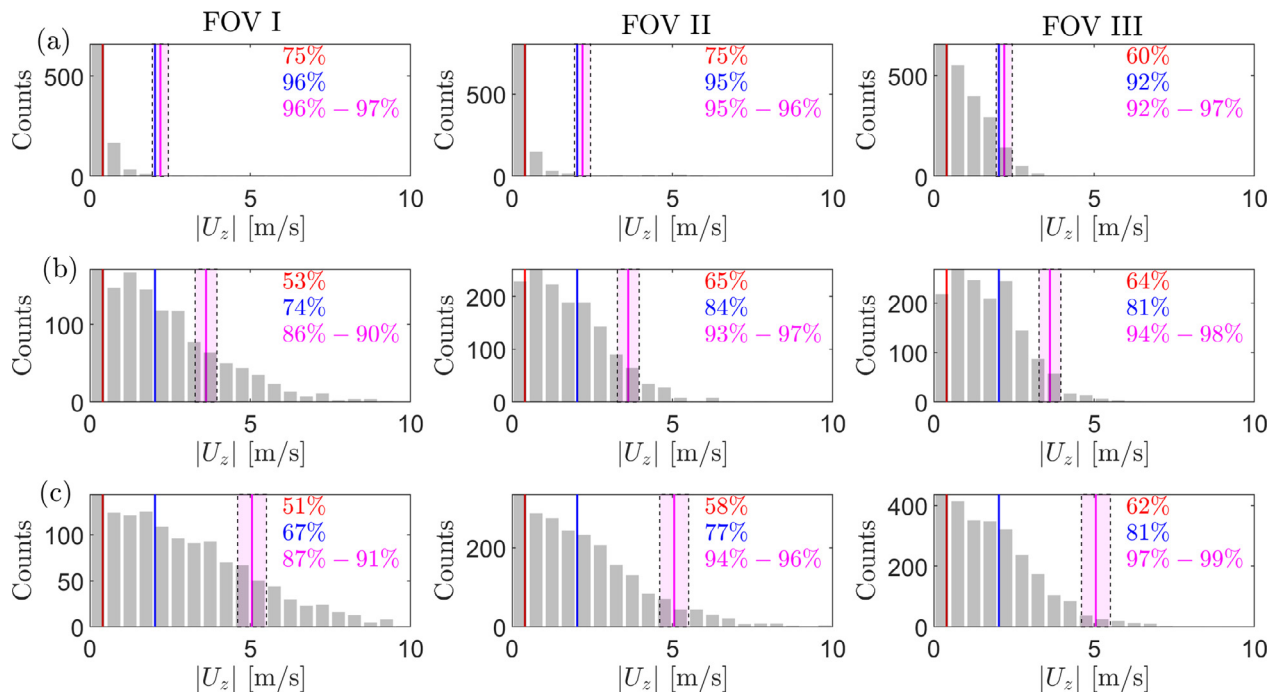 FOV I
FOV II
FOV III
(a)
Counts
500
0
75%
96%
96% − 97%
0
5
10
|U_z| [m/s]
Counts
500
0
75%
95%
95% − 96%
0
5
10
|U_z| [m/s]
Counts
500
0
60%
92%
92% − 97%
0
5
10
|U_z| [m/s]
(b)
Counts
100
0
53%
74%
86% − 90%
0
5
10
|U_z| [m/s]
Counts
200
100
0
65%
84%
93% − 97%
0
5
10
|U_z| [m/s]
Counts
200
100
0
64%
81%
94% − 98%
0
5
10
|U_z| [m/s]
(c)
Counts
100
50
0
51%
67%
87% − 91%
0
5
10
|U_z| [m/s]
Counts
200
0
58%
77%
94% − 96%
0
5
10
|U_z| [m/s]
Counts
400
200
0
62%
81%
97% − 99%
0
5
10
|U_z| [m/s]